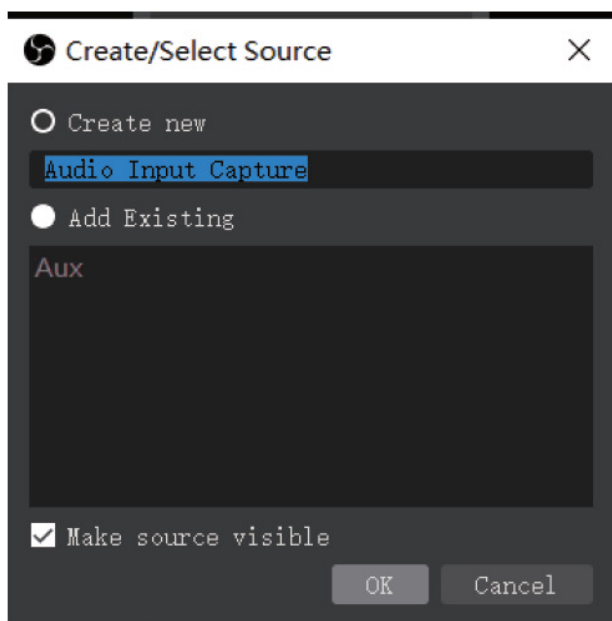 Create/Select Source
Create new
Audio Input Capture
Add Existing
Aux
Make source visible
OK Cancel